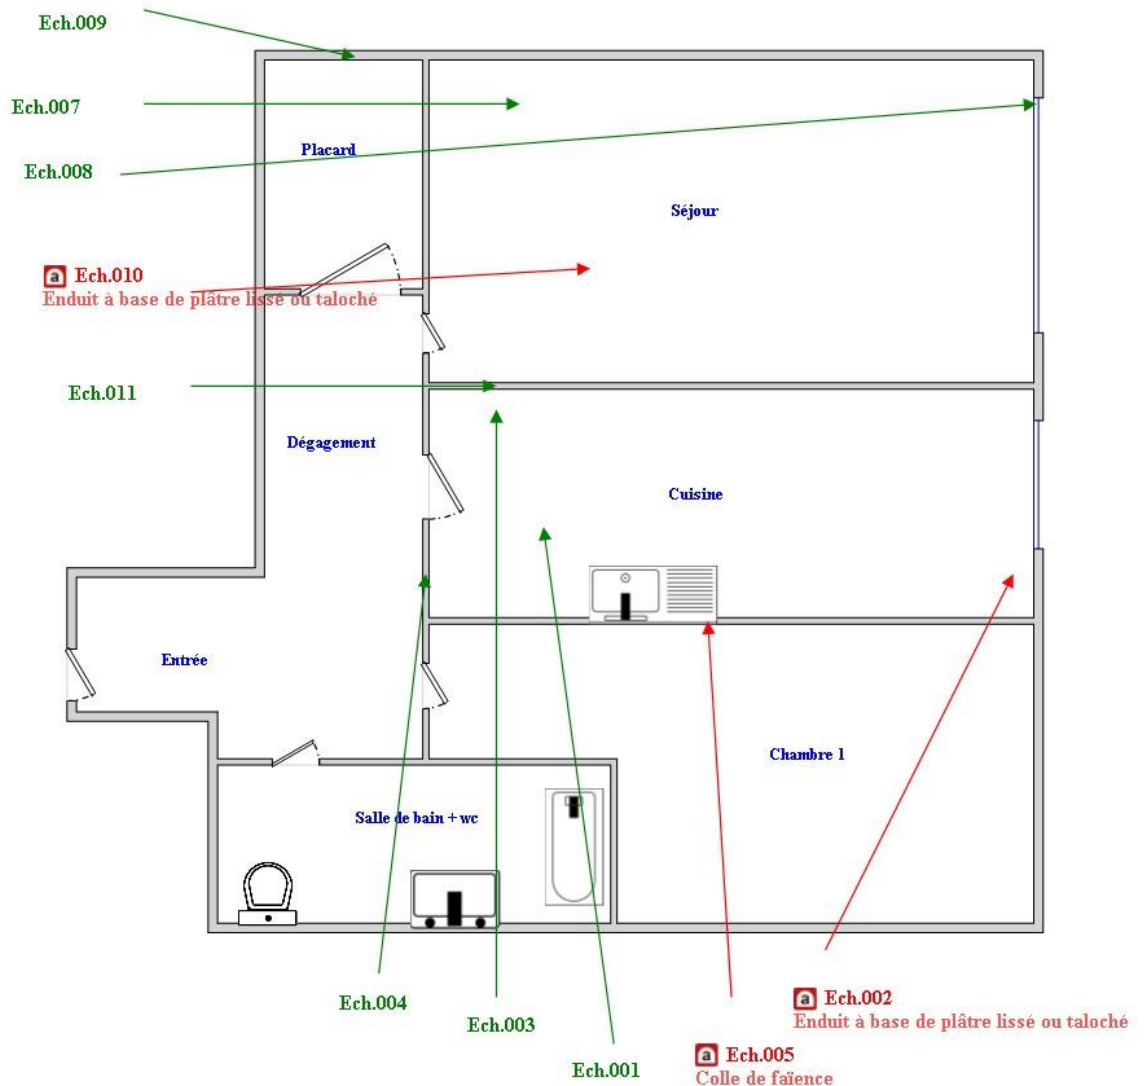 Ech.009
Ech.007
Placard
Ech.008
Séjour
a Ech.010
Enduit à base de plâtre lissé ou taloché
Ech.011
Dégagement
Cuisine
Entrée
Chambre 1
Salle de bain + wc
Ech.004
a Ech.002
Enduit à base de plâtre lissé ou taloché
Ech.003
a Ech.005
Colle de faïence
Ech.001